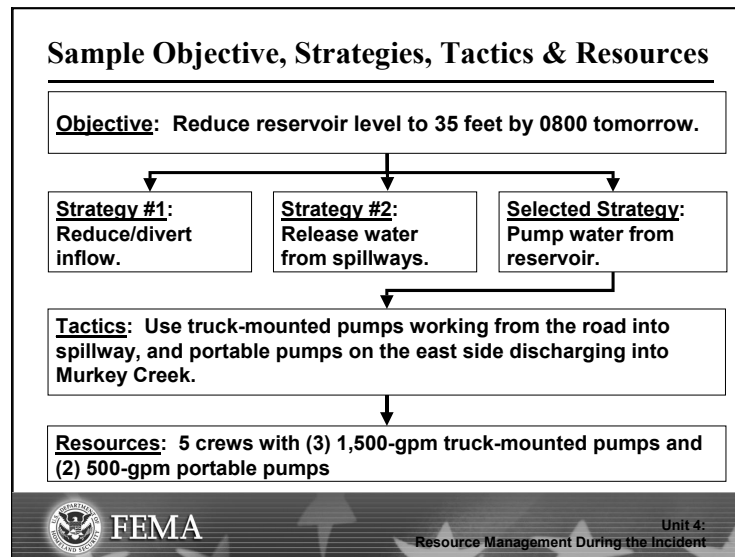 Sample Objective, Strategies, Tactics & Resources
Objective: Reduce reservoir level to 35 feet by 0800 tomorrow.
Strategy #1:
Reduce/divert
inflow.
Strategy #2:
Release water
from spillways.
Selected Strategy:
Pump water from
reservoir.
Tactics: Use truck-mounted pumps working from the road into
spillway, and portable pumps on the east side discharging into
Murkey Creek.
Resources: 5 crews with (3) 1,500-gpm truck-mounted pumps and
(2) 500-gpm portable pumps
FEMA
Unit 4:
Resource Management During the Incident